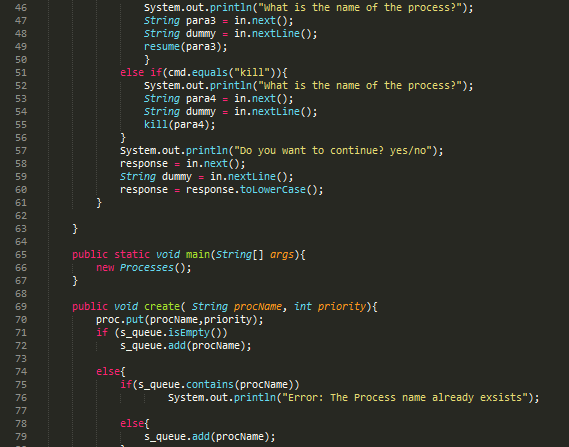 46 System.out.println("What is the name of the process?");
47 String para3 = in.next();
48 String dummy = in.nextLine();
49 resume(para3);
50 }
51 else if(cmd.equals("kill")){
52 System.out.println("What is the name of the process?");
53 String para4 = in.next();
54 String dummy = in.nextLine();
55 kill(para4);
56 }
57 System.out.println("Do you want to continue? yes/no");
58 response = in.next();
59 String dummy = in.nextLine();
60 response = response.toLowerCase();
61 }
62
63 }
64
65 public static void main(String[] args){
66 new Processes();
67 }
68
69 public void create( String procName, int priority){
70 proc.put(procName,priority);
71 if (s_queue.isEmpty())
72 s_queue.add(procName);
73
74 else{
75 if(s_queue.contains(procName))
76 System.out.println("Error: The Process name already exsists");
77
78 else{
79 s_queue.add(procName);